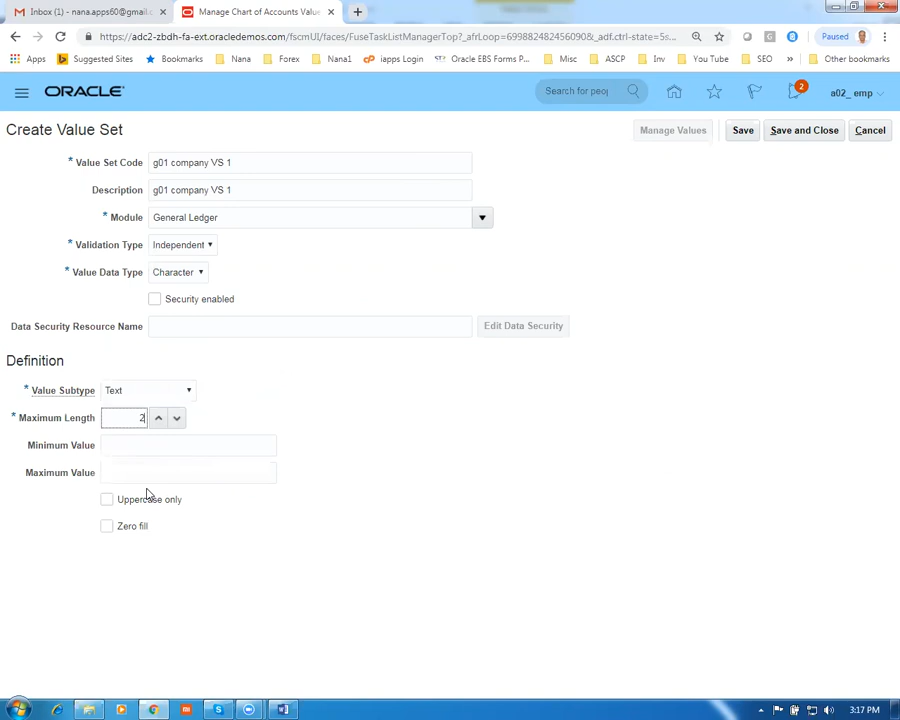 Inbox (1) - nana.apps60@gmail.c
Manage Chart of Accounts Value
https://adc2-zbdh-fa-ext.oracledemos.com/fscmUI/faces/FuseTaskListManagerTop?_afrLoop=69988248245609​0&_adf.ctrl-state=5s...
Paused
Apps
Suggested Sites
Bookmarks
Nana
Forex
Nana1
iapps Login
Oracle EBS Forms P...
Misc
ASCP
Inv
You Tube
SEO
»
Other bookmarks
ORACLE
Search for peo
2
a02_ emp
Create Value Set
Manage Values
Save
Save and Close
Cancel
* Value Set Code g01 company VS 1
Description g01 company VS 1
* Module General Ledger
* Validation Type Independent
* Value Data Type Character
Security enabled
Data Security Resource Name
Edit Data Security
Definition
* Value Subtype Text
* Maximum Length 2
Minimum Value
Maximum Value
Uppercase only
Zero fill
3:17 PM